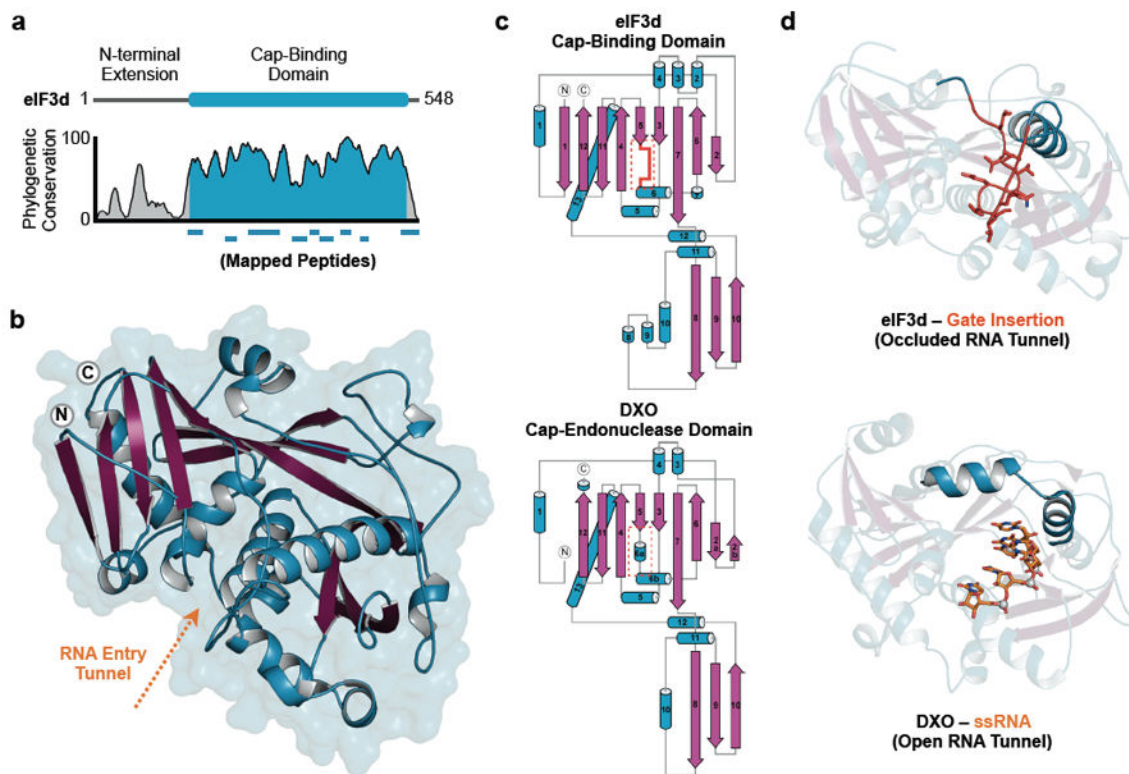 a
N-terminal
Extension
Cap-Binding
Domain
eIF3d 1
548
Phylogenetic
Conservation
100
0
(Mapped Peptides)
b
C
N
RNA Entry
Tunnel
c
eIF3d
Cap-Binding Domain
4 3 2
N C
1 1 12 11 4 5 3 7 6 2
13 6 7
5
12
11
8 9 10 8 9 10
DXO
Cap-Endonuclease Domain
4 3
C
1 N 12 11 4 5 3 7 6
6a
13 6b
5
12
11
10 8 9 10
d
eIF3d – Gate Insertion
(Occluded RNA Tunnel)
DXO – ssRNA
(Open RNA Tunnel)